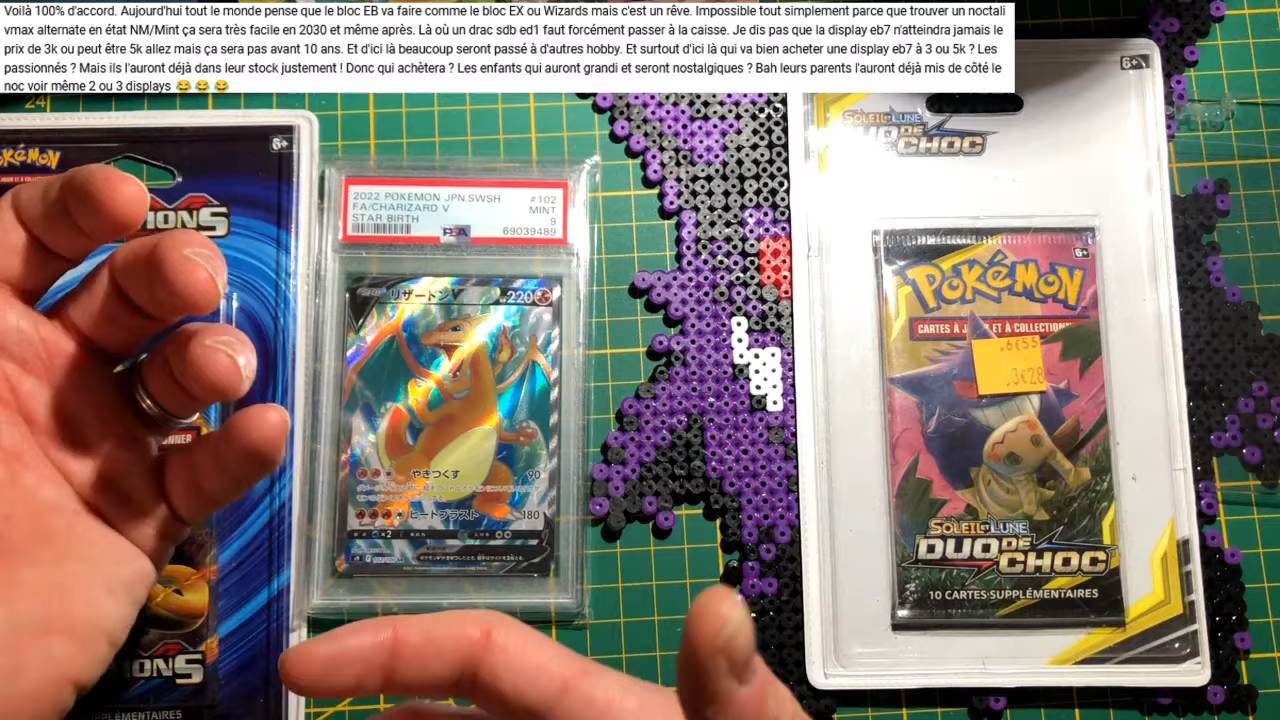 Voilà 100% d'accord. Aujourd'hui tout le monde pense que le bloc EB va faire comme le bloc EX ou Wizards mais c'est un rêve. Impossible tout simplement parce que trouver un noctali
vmax alternate en état NM/Mint ça sera très facile en 2030 et même après. Là où un drac sdb ed1 faut forcément passer à la caisse. Je dis pas que la display eb7 n'atteindra jamais le
prix de 3k ou peut être 5k allez mais ça sera pas avant 10 ans. Et d'ici là beaucoup seront passé à d'autres hobby. Et surtout d'ici là qui va bien acheter une display eb7 à 3 ou 5k ? Les
passionnés ? Mais ils l'auront déjà dans leur stock justement ! Donc qui achètera ? Les enfants qui auront grandi et seront nostalgiques ? Bah leurs parents l'auront déjà mis de côté le
noc voir même 2 ou 3 displays 😂 😂 😂
24
6+
POKÉMON
IONS
IONS
PLÉMENTAIRES
2022 POKEMON JPN.SWSH #102
FA/CHARIZARD V MINT
STAR BIRTH 9
PSA 69039489
リザードンV 220
やきつくす 90
ヒートブラスト 180
×2
6+
SOLEIL LUNE
DUO DE CHOC
6+
POKÉMON
CARTES À JOUER ET À COLLECTIONNER
.6€55
.3€28
SOLEIL LUNE
DUO DE CHOC
10 CARTES SUPPLÉMENTAIRES